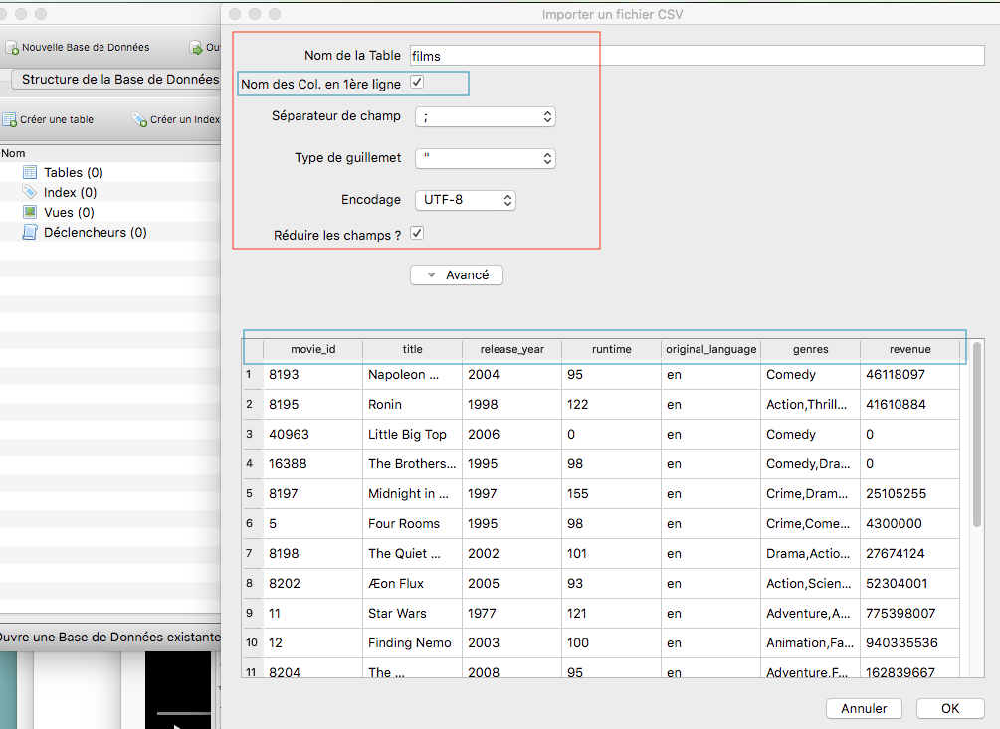 Importer un fichier CSV
Nouvelle Base de Données
Structure de la Base de Données
Créer une table Créer un Index
Nom
Tables (0)
Index (0)
Vues (0)
Déclencheurs (0)
Ouvre une Base de Données existante
Nom de la Table films
Nom des Col. en 1ère ligne
Séparateur de champ ;
Type de guillemet "
Encodage UTF-8
Réduire les champs ?
Avancé
movie_id title release_year runtime original_language genres revenue
1 8193 Napoleon ... 2004 95 en Comedy 46118097
2 8195 Ronin 1998 122 en Action,Thrill... 41610884
3 40963 Little Big Top 2006 0 en Comedy 0
4 16388 The Brothers... 1995 98 en Comedy,Dra... 0
5 8197 Midnight in ... 1997 155 en Crime,Dram... 25105255
6 5 Four Rooms 1995 98 en Crime,Come... 4300000
7 8198 The Quiet ... 2002 101 en Drama,Actio... 27674124
8 8202 Æon Flux 2005 93 en Action,Scien... 52304001
9 11 Star Wars 1977 121 en Adventure,A... 775398007
10 12 Finding Nemo 2003 100 en Animation,Fa... 940335536
11 8204 The ... 2008 95 en Adventure,F... 162839667
Annuler OK